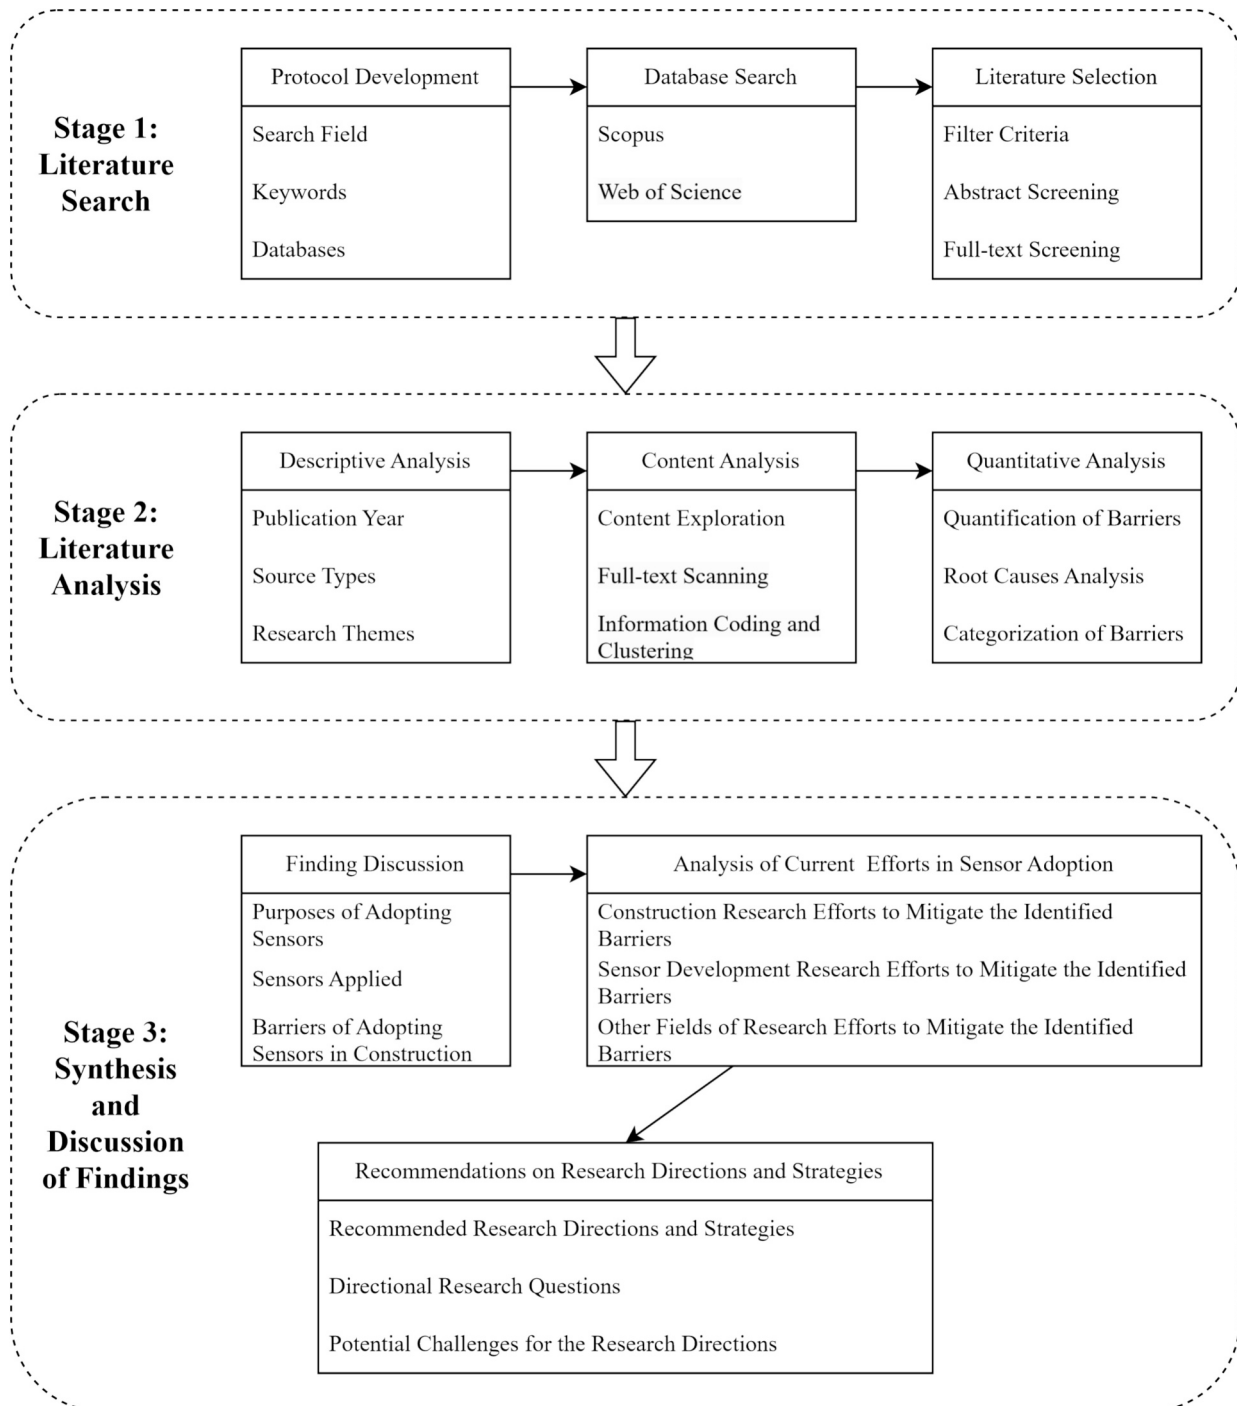 Stage 1:
Literature
Search
Protocol Development
Search Field
Keywords
Databases
Database Search
Scopus
Web of Science
Literature Selection
Filter Criteria
Abstract Screening
Full-text Screening
Stage 2:
Literature
Analysis
Descriptive Analysis
Publication Year
Source Types
Research Themes
Content Analysis
Content Exploration
Full-text Scanning
Information Coding and
Clustering
Quantitative Analysis
Quantification of Barriers
Root Causes Analysis
Categorization of Barriers
Stage 3:
Synthesis
and
Discussion
of Findings
Finding Discussion
Purposes of Adopting
Sensors
Sensors Applied
Barriers of Adopting
Sensors in Construction
Analysis of Current Efforts in Sensor Adoption
Construction Research Efforts to Mitigate the Identified
Barriers
Sensor Development Research Efforts to Mitigate the Identified
Barriers
Other Fields of Research Efforts to Mitigate the Identified
Barriers
Recommendations on Research Directions and Strategies
Recommended Research Directions and Strategies
Directional Research Questions
Potential Challenges for the Research Directions